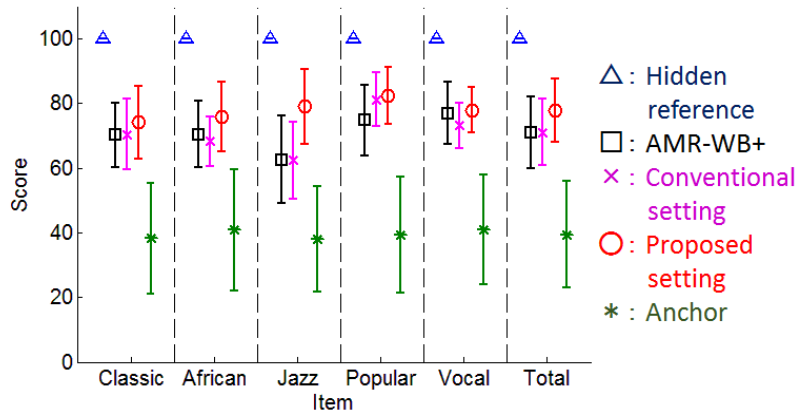 100
80
60
40
20
0
Score
Classic African Jazz Popular Vocal Total
Item
: Hidden
reference
: AMR-WB+
: Conventional
setting
: Proposed
setting
: Anchor